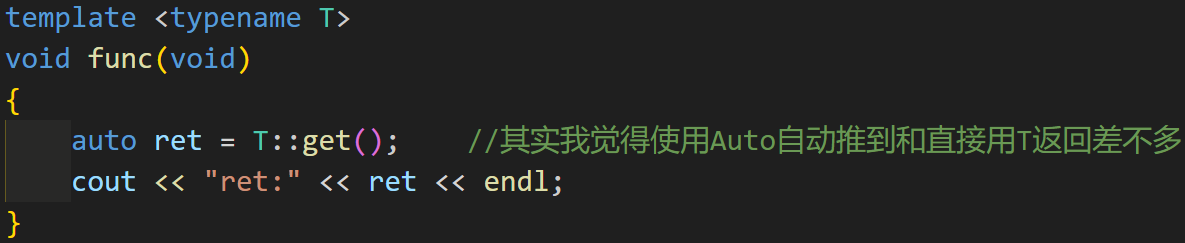 template <typename T>
void func(void)
{
    auto ret = T::get();    //其实我觉得使用Auto自动推到和直接用T返回差不多
    cout << "ret:" << ret << endl;
}